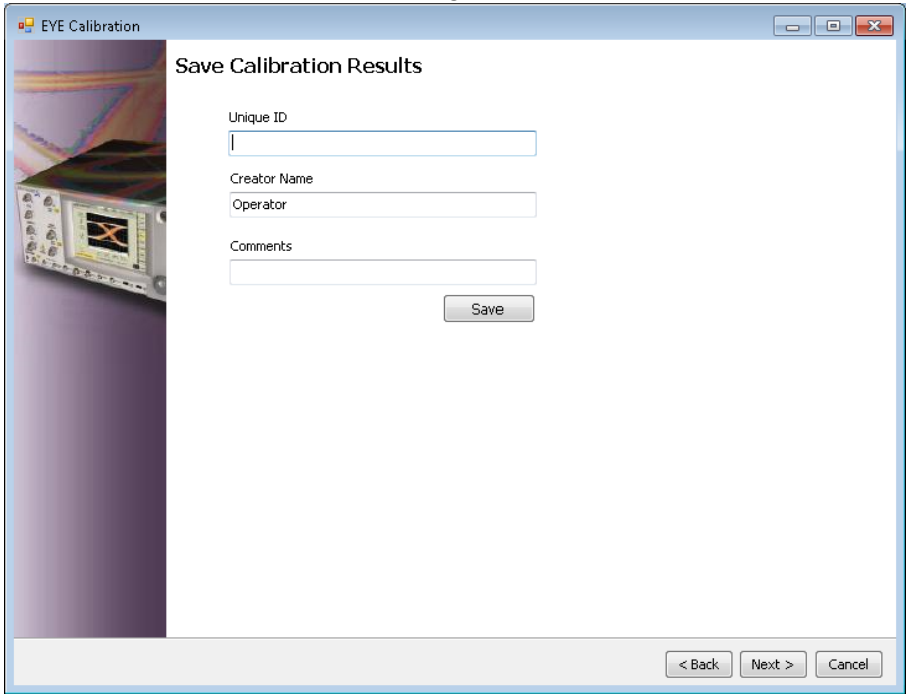 EYE Calibration
Save Calibration Results
Unique ID
Creator Name
Operator
Comments
Save
< Back Next > Cancel